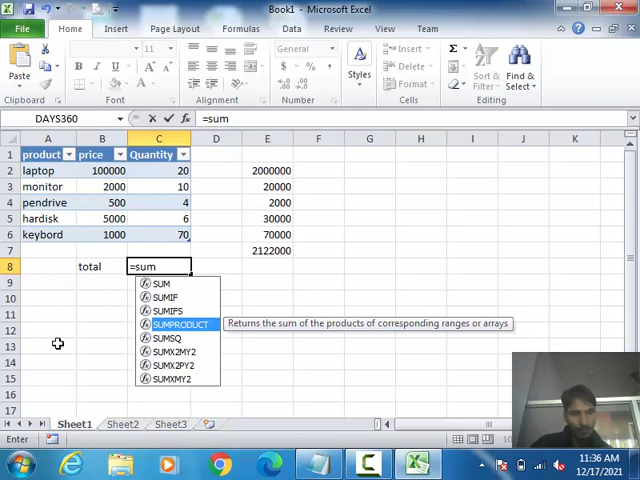 Book1 - Microsoft Excel
File Home Insert Page Layout Formulas Data Review View Team
Paste
Clipboard
11
B I U
A A
Font
Alignment
General
$ % ,
Number
Styles
Insert
Delete
Format
Cells
Σ
Sort & Filter
Find & Select
Editing
DAYS360 fx =sum
A B C D E F G H I J K
1 product price Quantity
2 laptop 100000 20 2000000
3 monitor 2000 10 20000
4 pendrive 500 4 2000
5 hardisk 5000 6 30000
6 keybord 1000 70 70000
7 2122000
8 total =sum
9 SUM
10 SUMIF
11 SUMIFS
12 SUMPRODUCT Returns the sum of the products of corresponding ranges or arrays
13 SUMSQ
14 SUMX2MY2
SUMX2PY2
15 SUMXMY2
16
17
Sheet1 Sheet2 Sheet3
Enter
11:36 AM
12/17/2021